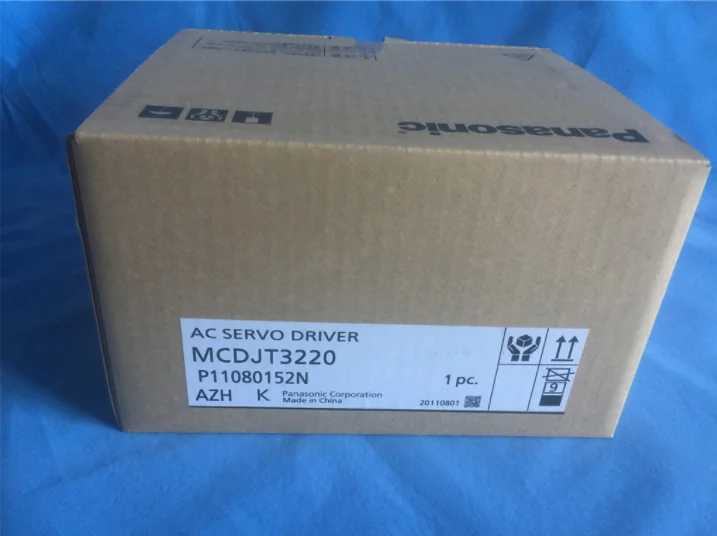 Panasonic
AC SERVO DRIVER
MCDJT3220
P11080152N
1 pc.
AZH K Panasonic Corporation
Made in China
20110801
9